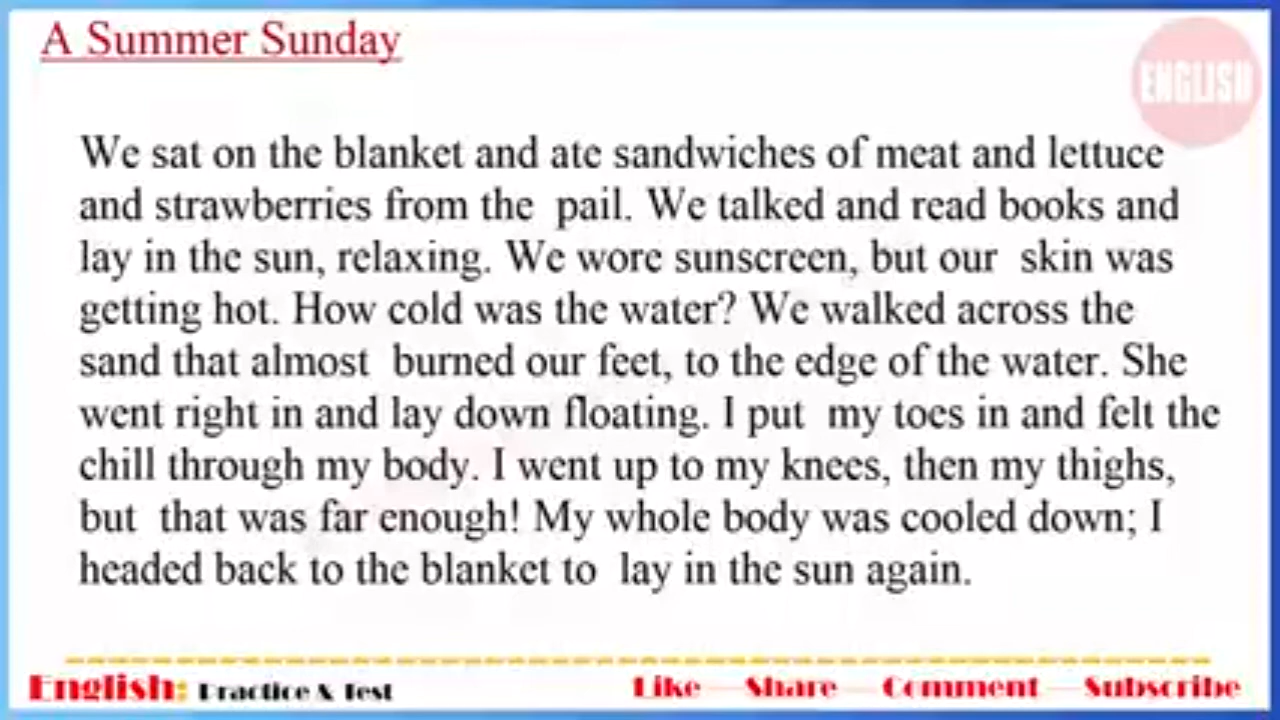 A Summer Sunday
ENGLISH
We sat on the blanket and ate sandwiches of meat and lettuce
and strawberries from the pail. We talked and read books and
lay in the sun, relaxing. We wore sunscreen, but our skin was
getting hot. How cold was the water? We walked across the
sand that almost burned our feet, to the edge of the water. She
went right in and lay down floating. I put my toes in and felt the
chill through my body. I went up to my knees, then my thighs,
but that was far enough! My whole body was cooled down; I
headed back to the blanket to lay in the sun again.
English: Practice & Test Like — Share — Comment — Subscribe